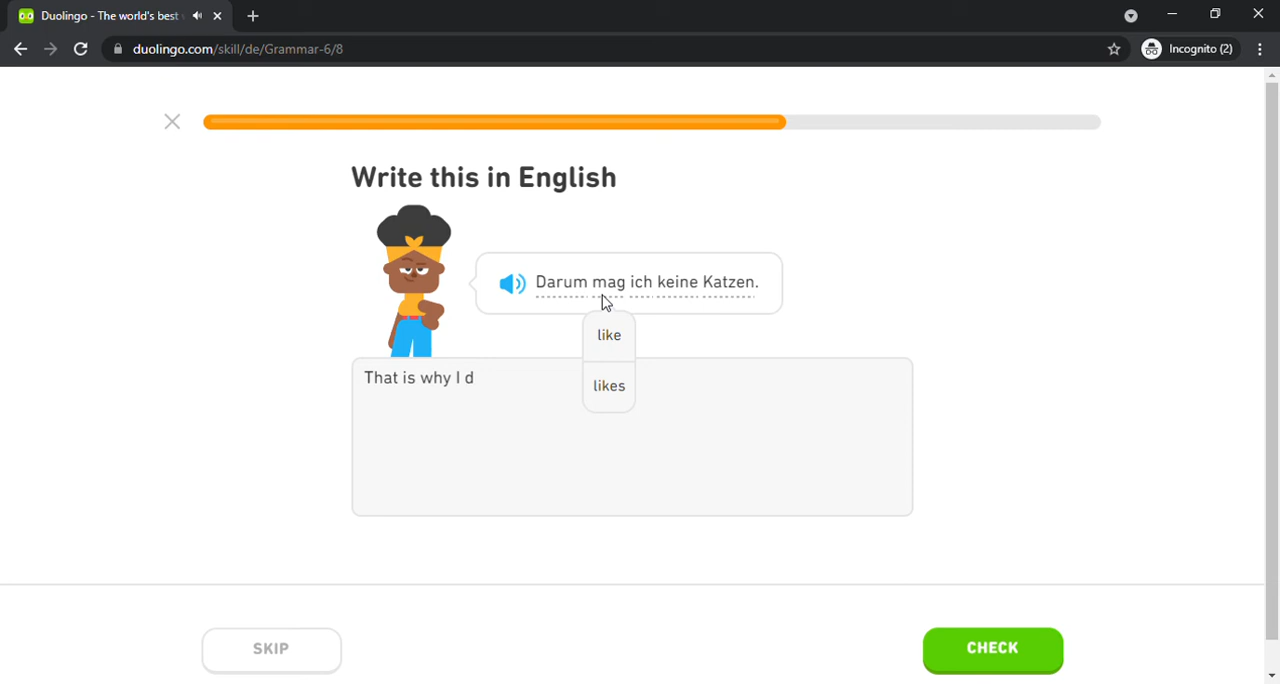 Duolingo - The world's best
duolingo.com/skill/de/Grammar-6/8
Incognito (2)
Write this in English
Darum mag ich keine Katzen.
like
likes
That is why I d
SKIP
CHECK